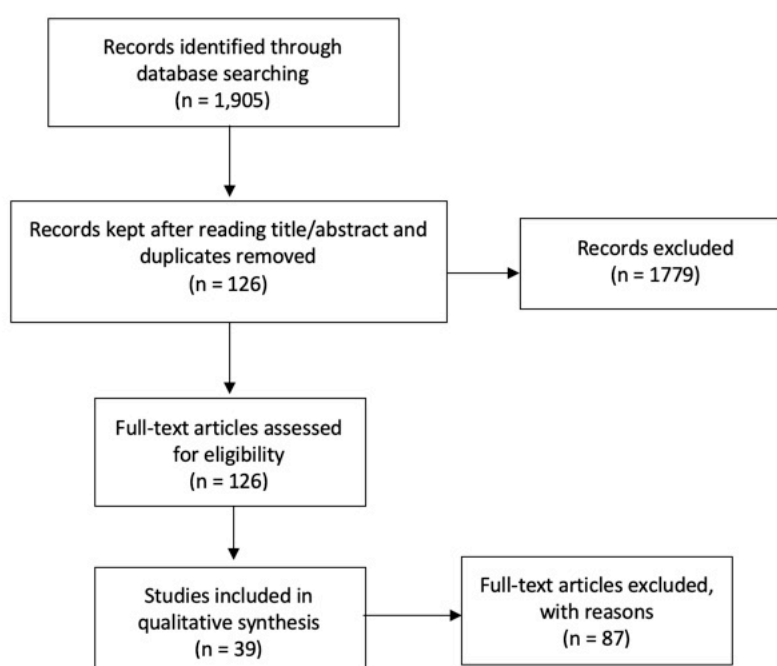 Records identified through
database searching
(n = 1,905)
Records kept after reading title/abstract and
duplicates removed
(n = 126)
Records excluded
(n = 1779)
Full-text articles assessed
for eligibility
(n = 126)
Studies included in
qualitative synthesis
(n = 39)
Full-text articles excluded,
with reasons
(n = 87)